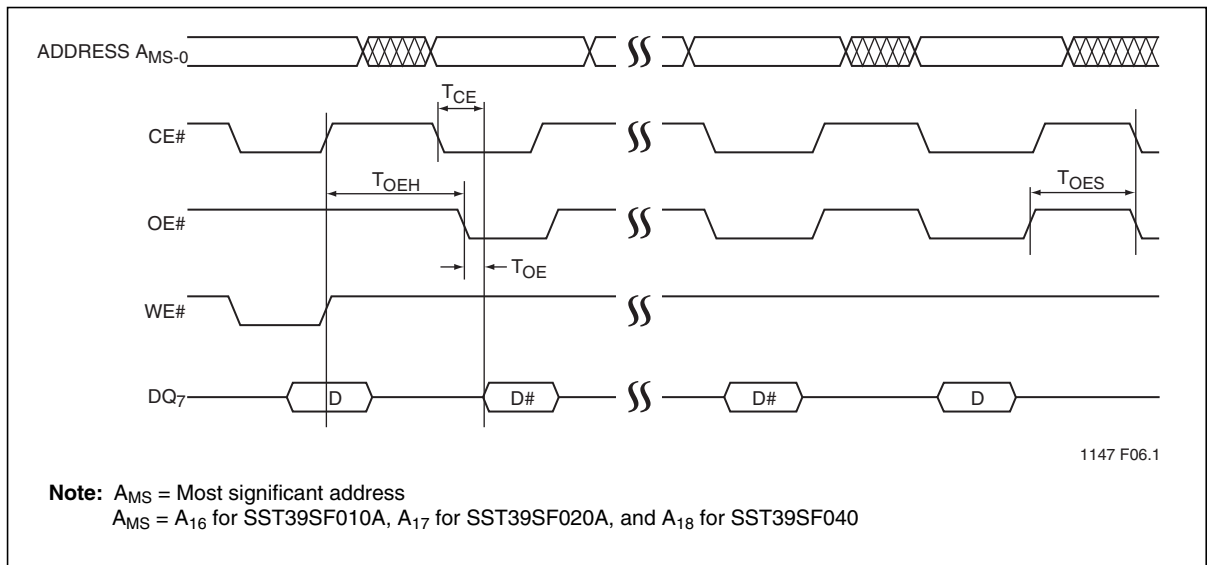 ADDRESS AMS-0
TCE
CE#
TOEH
TOES
OE#
TOE
WE#
DQ7
D
D#
D#
D
1147 F06.1
Note: AMS = Most significant address
AMS = A16 for SST39SF010A, A17 for SST39SF020A, and A18 for SST39SF040